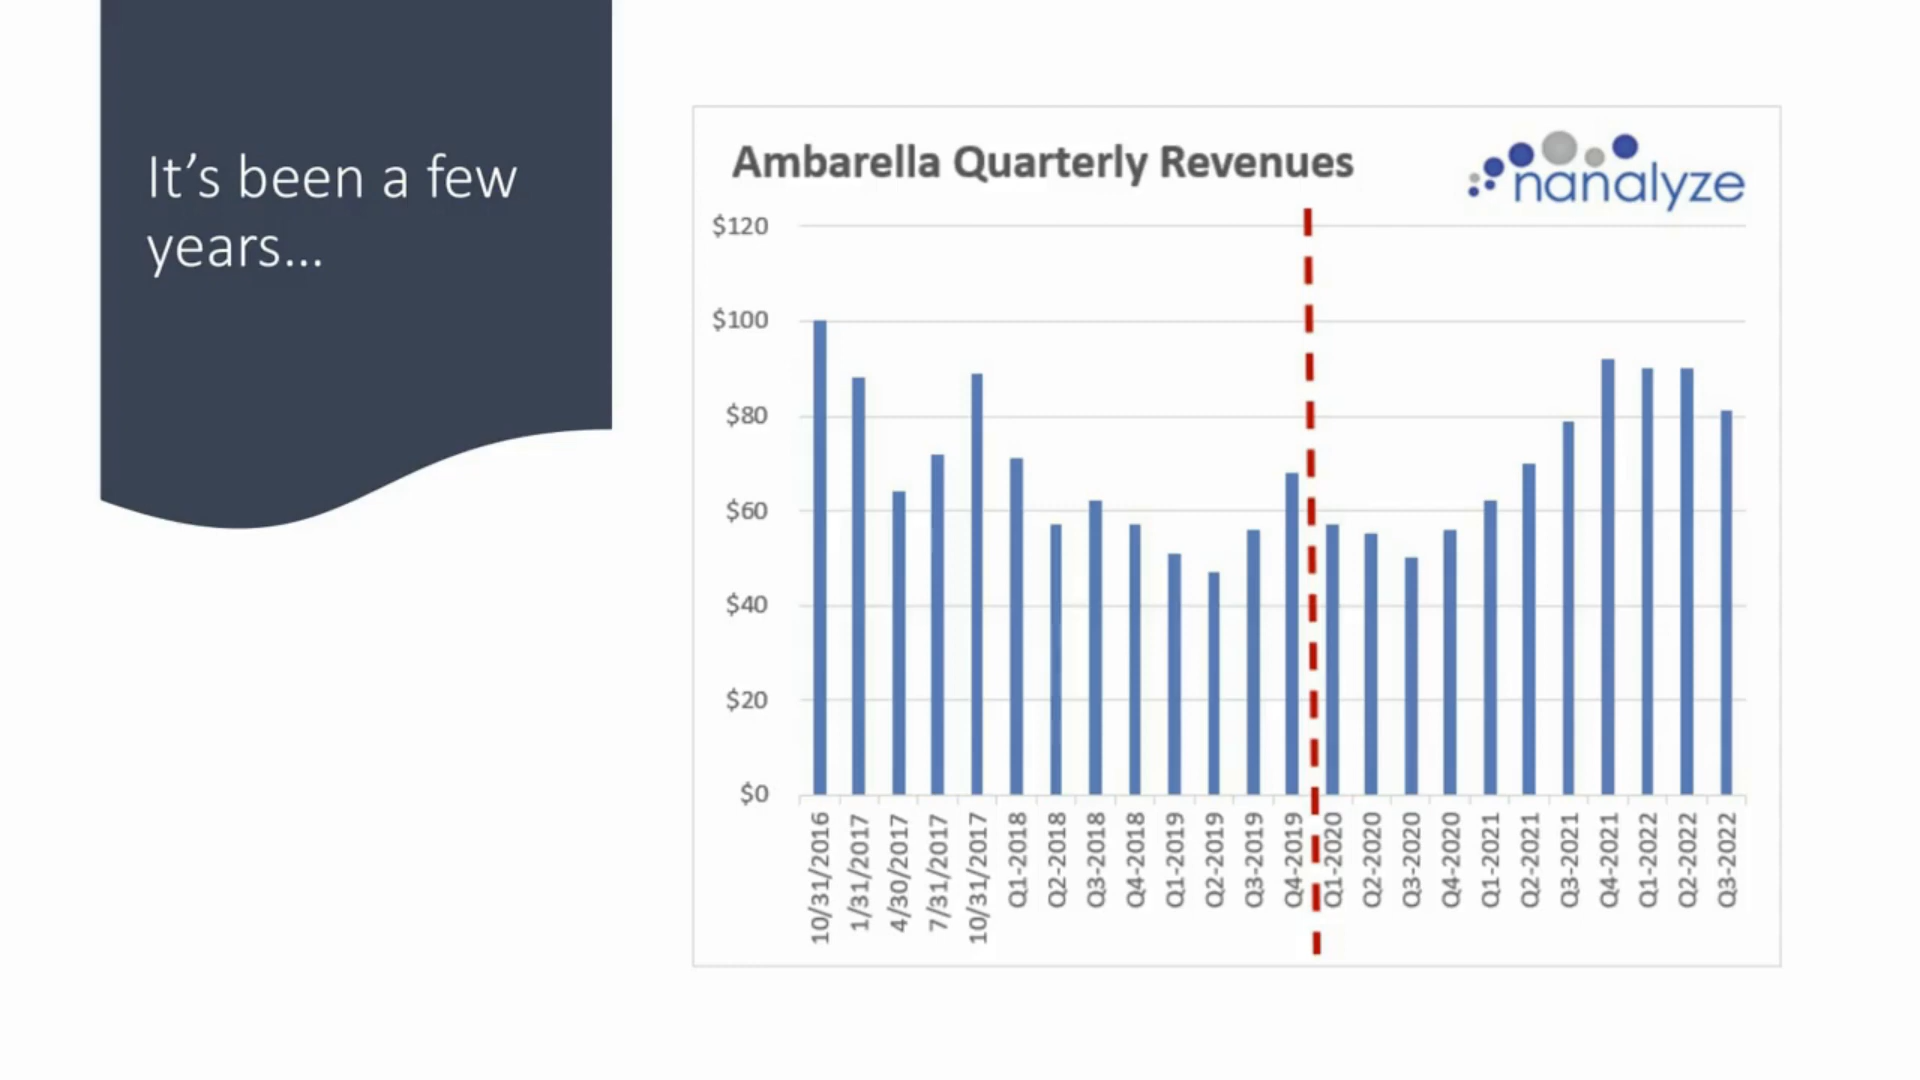 It’s been a few
years...
Ambarella Quarterly Revenues
nanalyze
$120
$100
$80
$60
$40
$20
$0
10/31/2016
1/31/2017
4/30/2017
7/31/2017
10/31/2017
Q1-2018
Q2-2018
Q3-2018
Q4-2018
Q1-2019
Q2-2019
Q3-2019
Q4-2019
Q1-2020
Q2-2020
Q3-2020
Q4-2020
Q1-2021
Q2-2021
Q3-2021
Q4-2021
Q1-2022
Q2-2022
Q3-2022